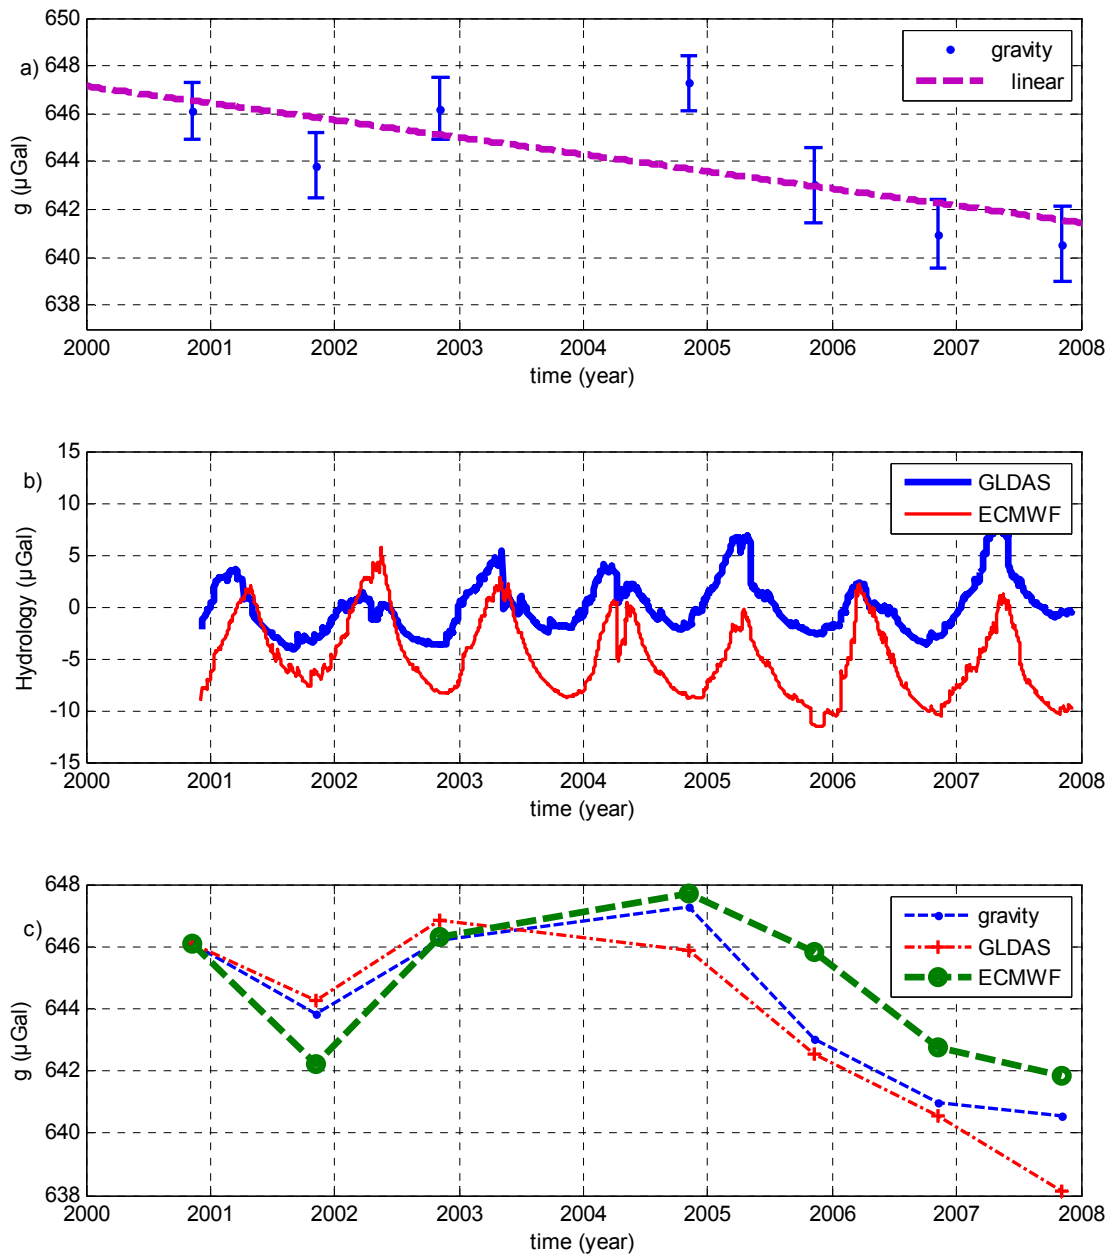 650
a)
648
646
644
642
640
638
g (µGal)
gravity
linear
2000 2001 2002 2003 2004 2005 2006 2007 2008
time (year)
15
b)
10
5
0
-5
-10
-15
Hydrology (µGal)
GLDAS
ECMWF
2000 2001 2002 2003 2004 2005 2006 2007 2008
time (year)
648
c)
646
644
642
640
638
g (µGal)
gravity
GLDAS
ECMWF
2000 2001 2002 2003 2004 2005 2006 2007 2008
time (year)